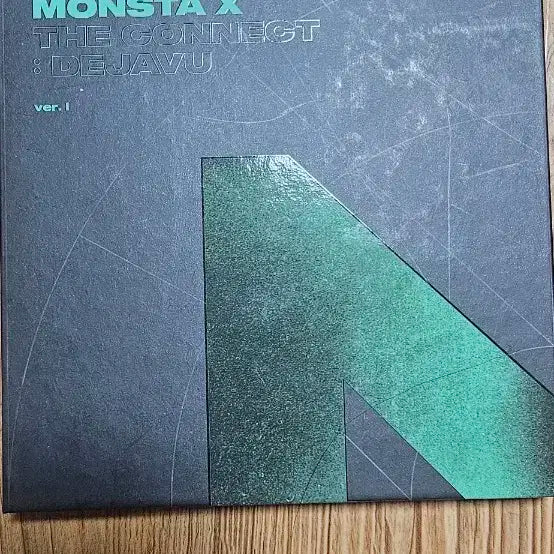 MONSTA X
THE CONNECT
: DEJAVU
ver. I